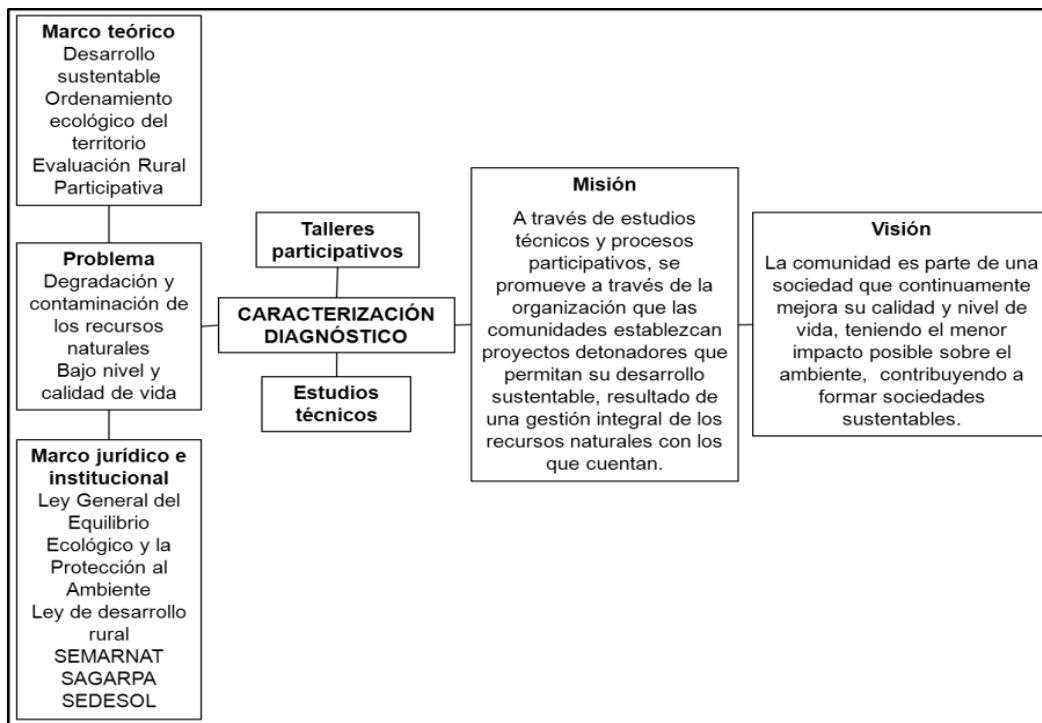 Marco teórico
Desarrollo
sustentable
Ordenamiento
ecológico del
territorio
Evaluación Rural
Participativa
Problema
Degradación y
contaminación de
los recursos
naturales
Bajo nivel y
calidad de vida
Marco jurídico e
institucional
Ley General del
Equilibrio
Ecológico y la
Protección al
Ambiente
Ley de desarrollo
rural
SEMARNAT
SAGARPA
SEDESOL
Talleres
participativos
CARACTERIZACIÓN
DIAGNÓSTICO
Estudios
técnicos
Misión
A través de estudios
técnicos y procesos
participativos, se
promueve a través de la
organización que las
comunidades establezcan
proyectos detonadores que
permitan su desarrollo
sustentable, resultado de
una gestión integral de los
recursos naturales con los
que cuentan.
Visión
La comunidad es parte de una
sociedad que continuamente
mejora su calidad y nivel de
vida, teniendo el menor
impacto posible sobre el
ambiente, contribuyendo a
formar sociedades
sustentables.